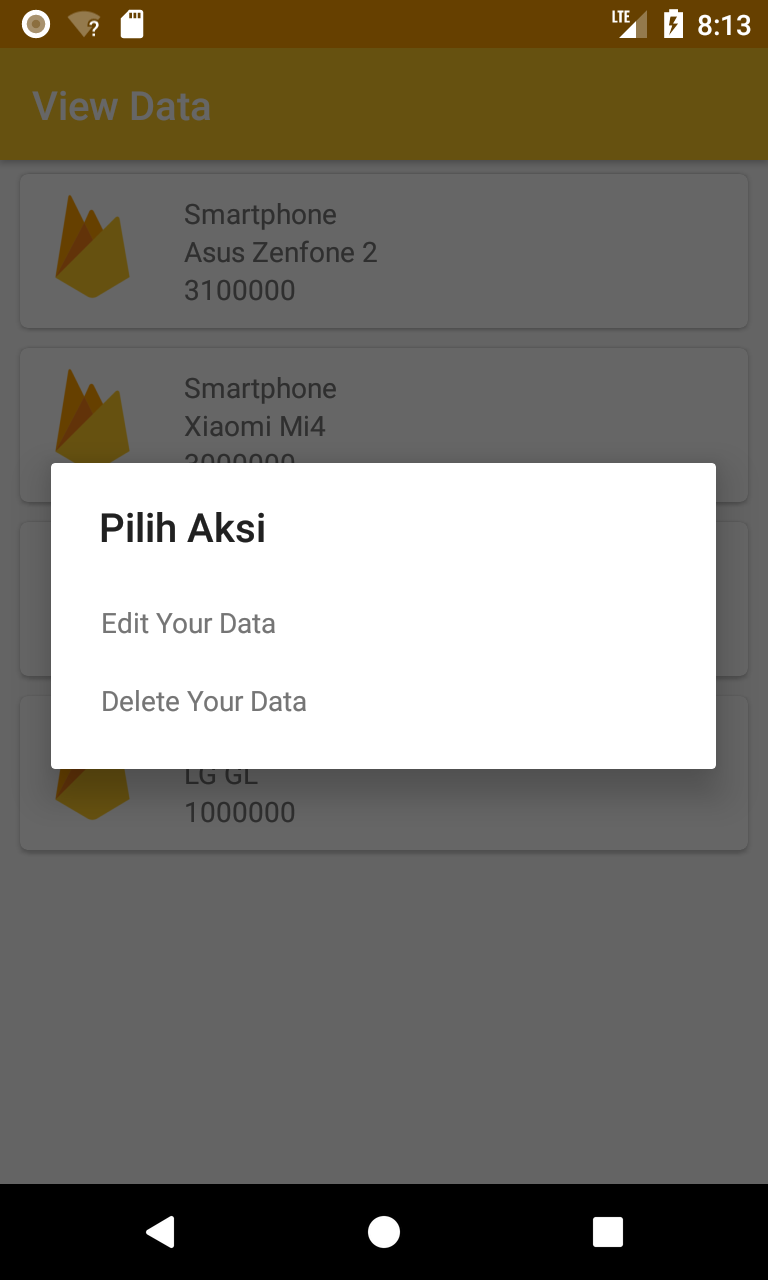 LTE 8:13
View Data
Smartphone
Asus Zenfone 2
3100000
Smartphone
Xiaomi Mi4
Pilih Aksi
Edit Your Data
Delete Your Data
LG GL
1000000